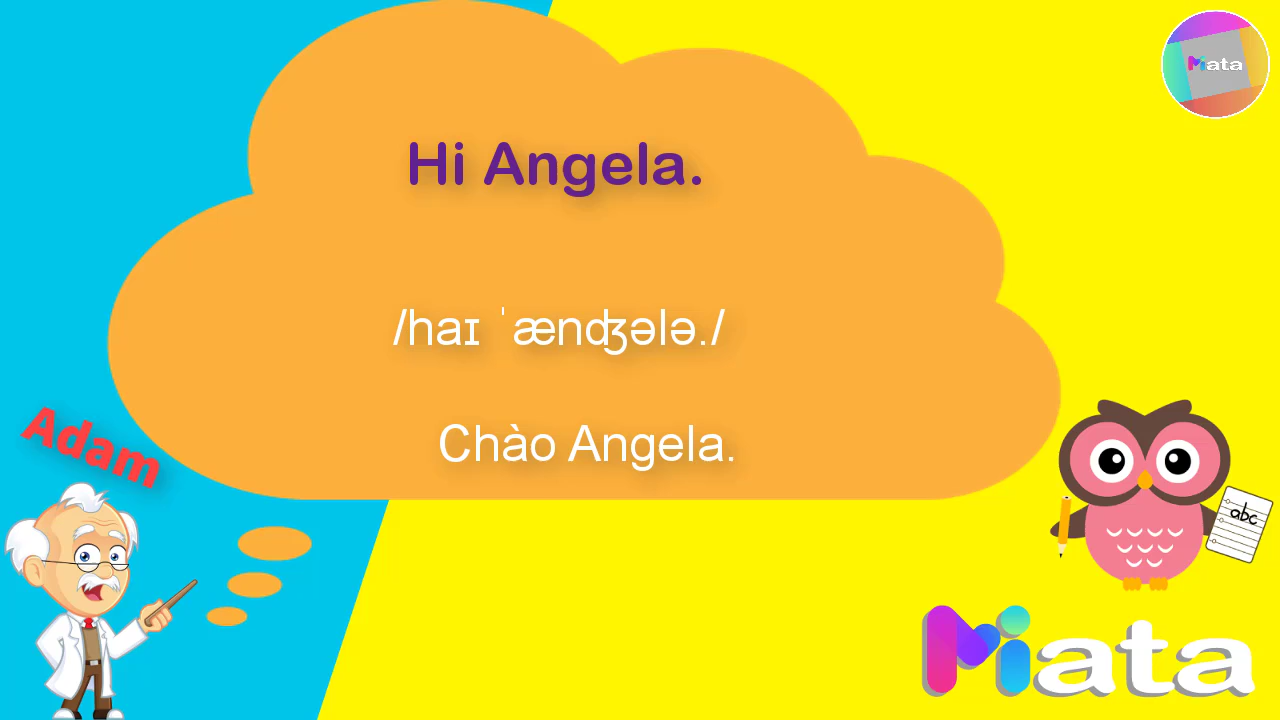 Mata
Hi Angela.
/haɪ ˈænʤələ./
Chào Angela.
Adam
abc
Mata